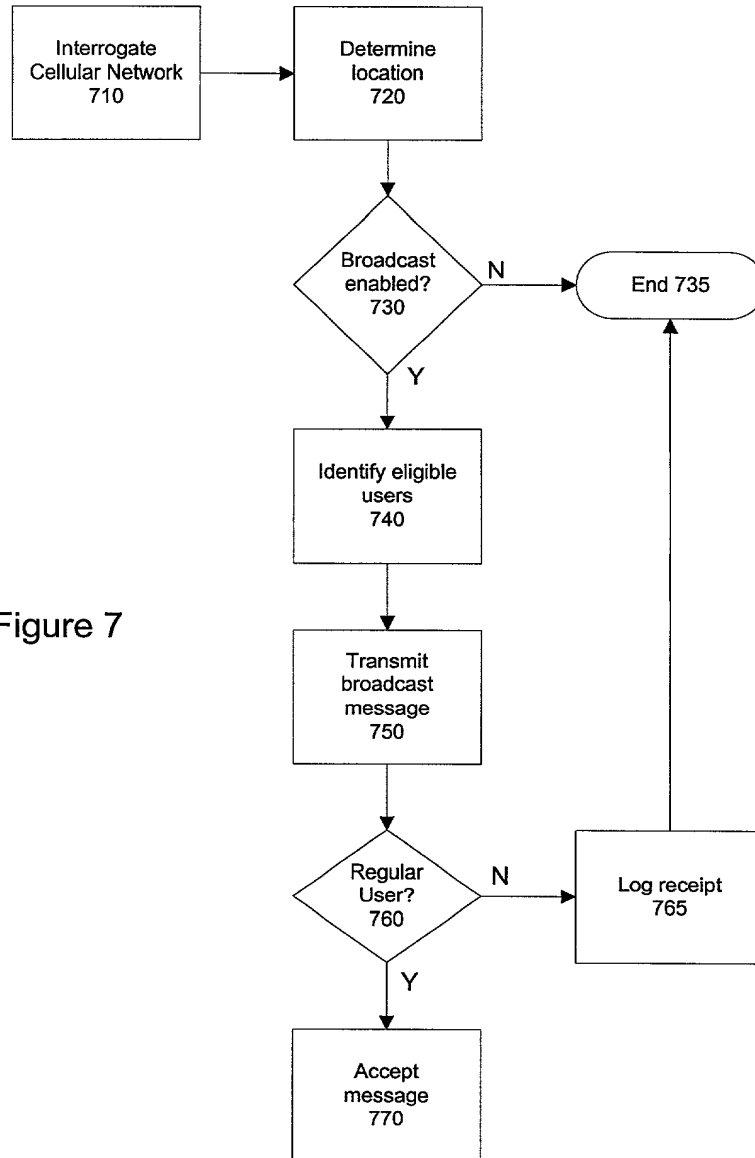 Interrogate
Cellular Network
710
Determine
location
720
Broadcast
enabled?
730
N
End 735
Y
Identify eligible
users
740
Figure 7
Transmit
broadcast
message
750
Regular
User?
760
N
Log receipt
765
Y
Accept
message
770